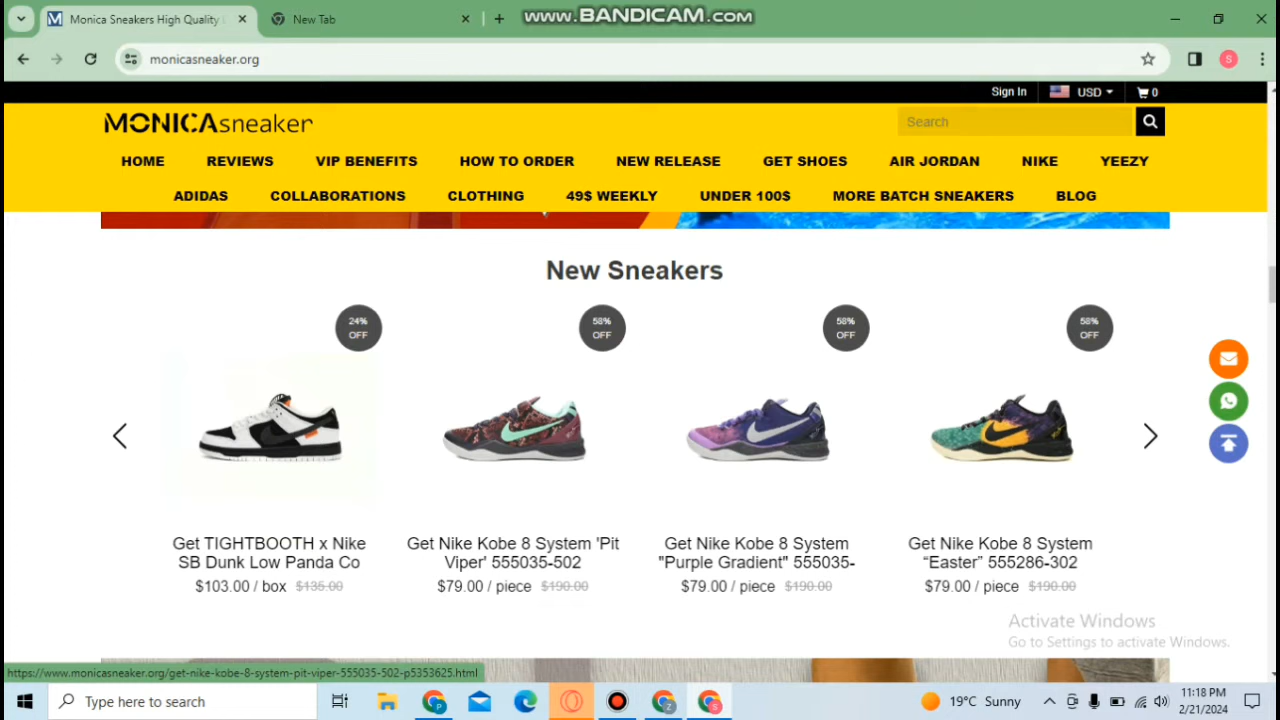 Monica Sneakers High Quality
New Tab
WWW.BANDICAM.COM
monicasneaker.org
S
Sign In
USD
0
MONICAsneaker
Search
HOME REVIEWS VIP BENEFITS HOW TO ORDER NEW RELEASE GET SHOES AIR JORDAN NIKE YEEZY
ADIDAS COLLABORATIONS CLOTHING 49$ WEEKLY UNDER 100$ MORE BATCH SNEAKERS BLOG
New Sneakers
24%
OFF
58%
OFF
58%
OFF
58%
OFF
Get TIGHTBOOTH x Nike
SB Dunk Low Panda Co
$103.00 / box $135.00
Get Nike Kobe 8 System 'Pit
Viper' 555035-502
$79.00 / piece $190.00
Get Nike Kobe 8 System
"Purple Gradient" 555035-
$79.00 / piece $190.00
Get Nike Kobe 8 System
“Easter” 555286-302
$79.00 / piece $190.00
Activate Windows
Go to Settings to activate Windows.
https://www.monicasneaker.org/get-nike-kobe-8-system-pit-viper-555035-502-p5353625.html
Type here to search
P
Z
S
19°C Sunny
11:18 PM
2/21/2024